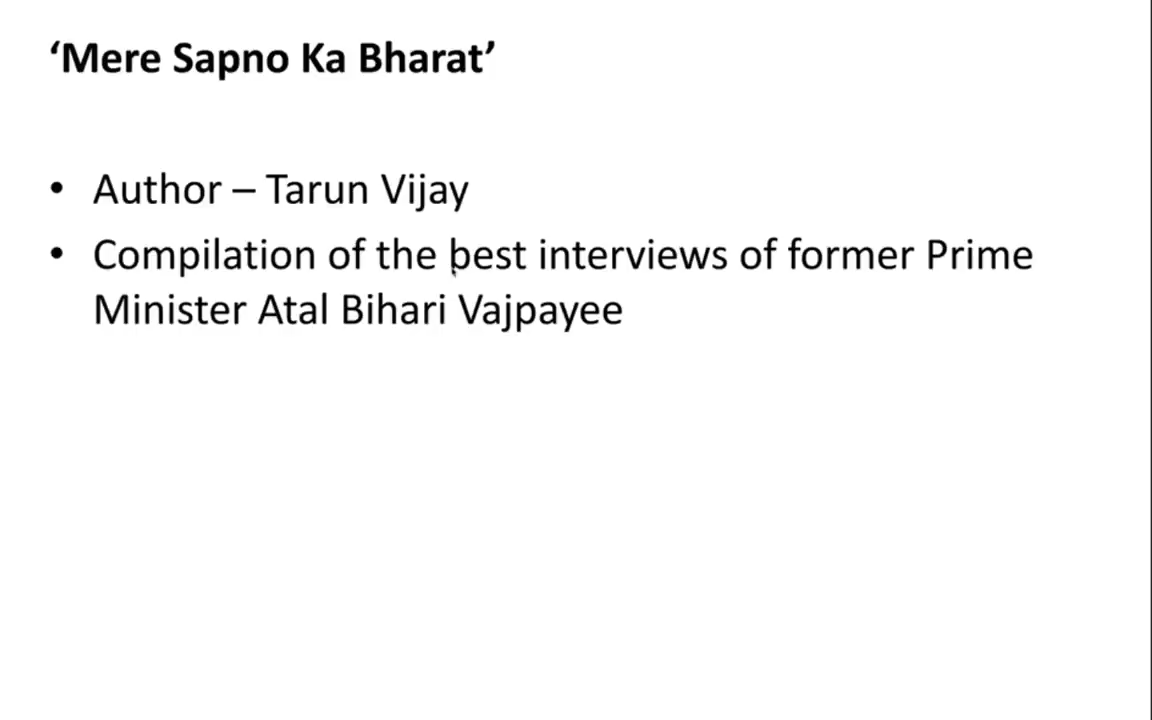 ‘Mere Sapno Ka Bharat’
• Author – Tarun Vijay
• Compilation of the best interviews of former Prime
Minister Atal Bihari Vajpayee